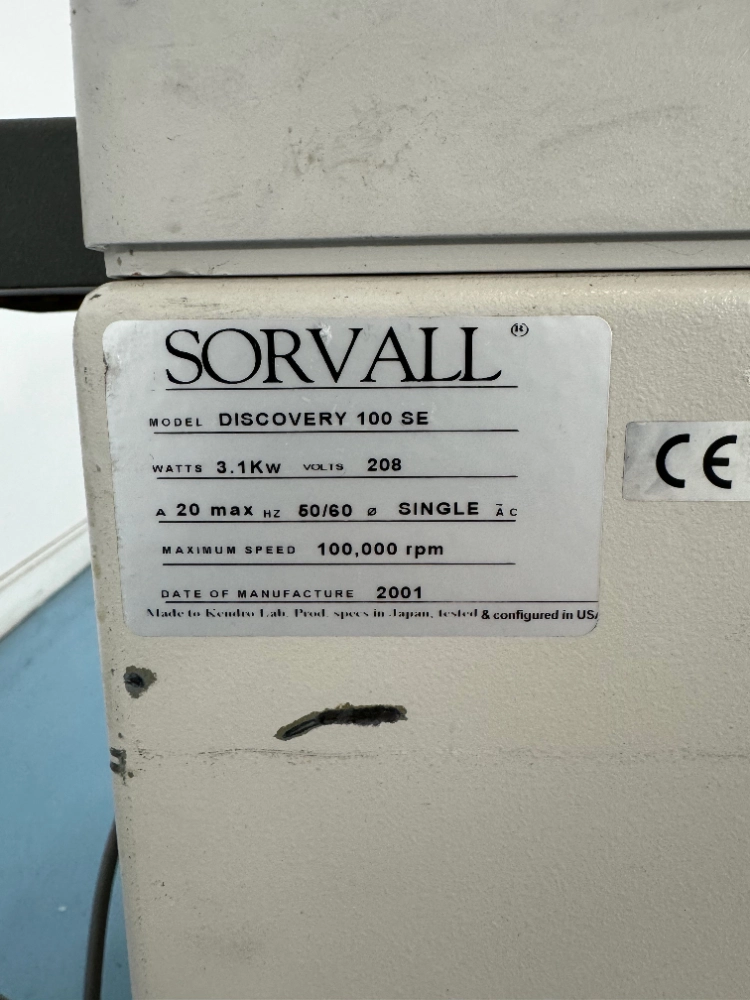 SORVALL ®
MODEL DISCOVERY 100 SE
WATTS 3.1Kw VOLTS 208
A 20 max HZ 50/60 ø SINGLE AC
MAXIMUM SPEED 100,000 rpm
DATE OF MANUFACTURE 2001
Made to Kendro Lab. Prod. specs in Japan, tested & configured in USA
CE